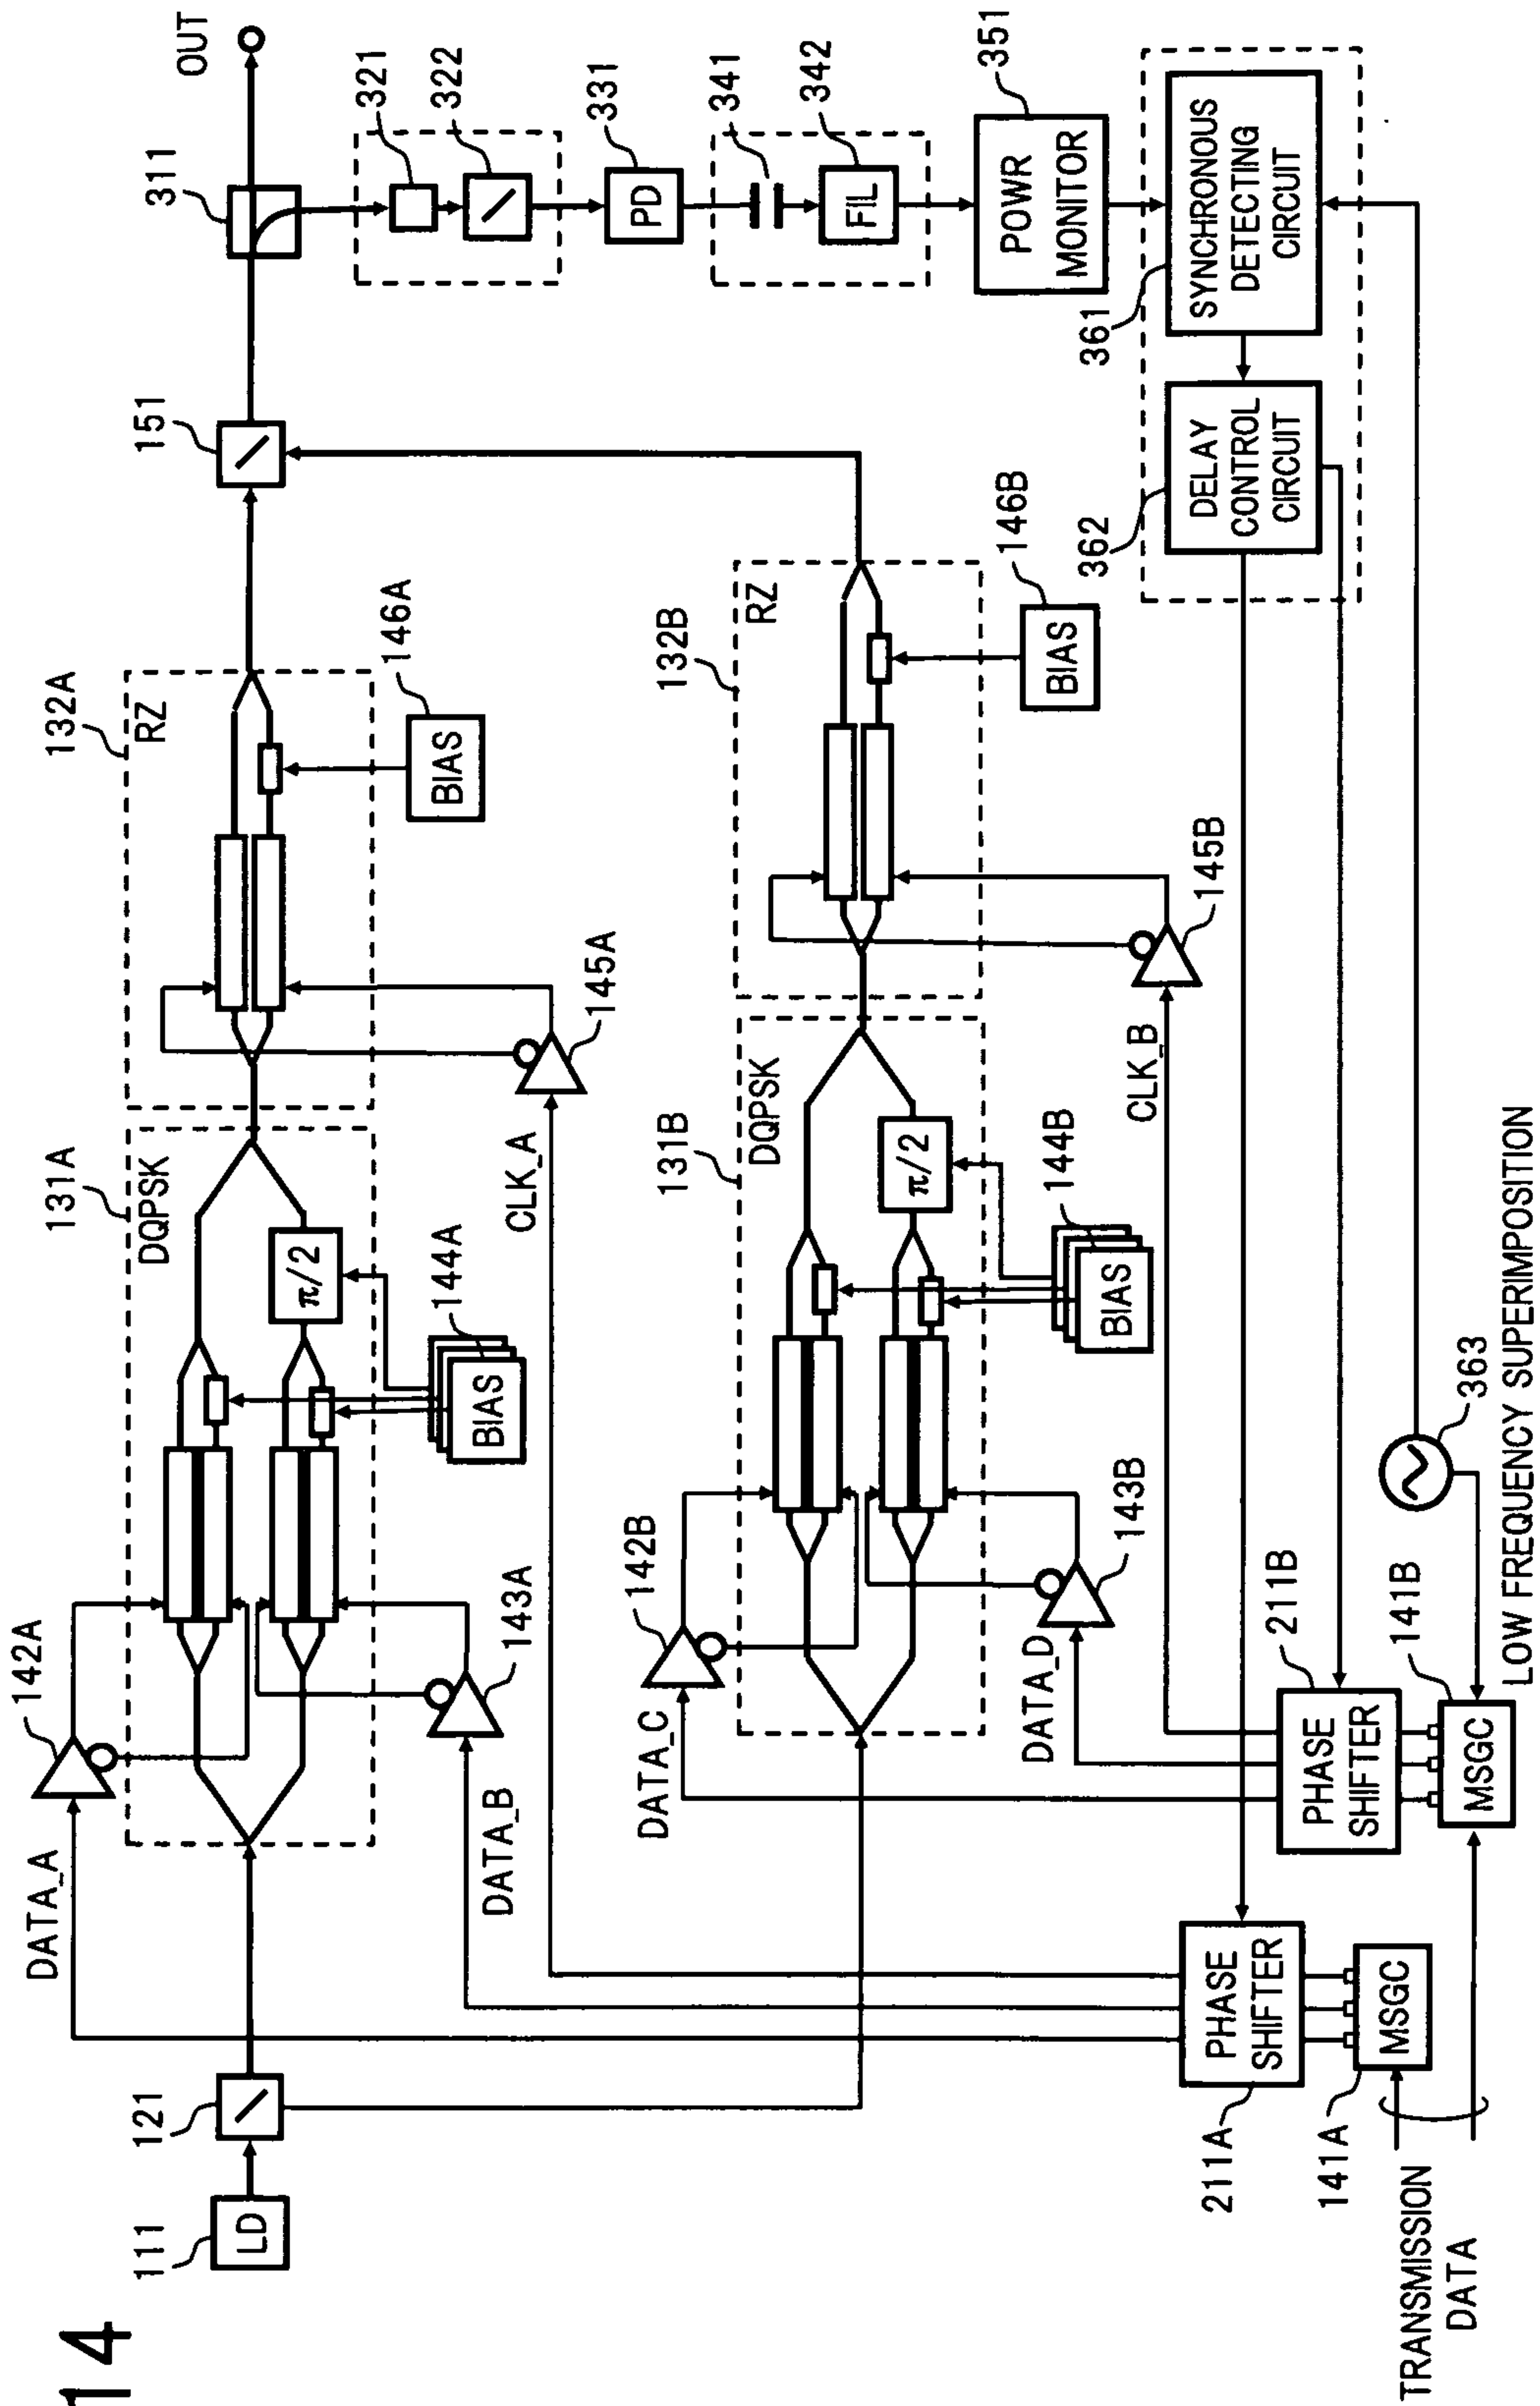 14
111
LD
121
DATA_A
142A
131A
DQPSK
π/2
DATA_B
143A
144A
BIAS
132A
RZ
CLK_A
145A
146A
BIAS
151
311
OUT
321
322
331
PD
341
342
FIL
351
POWR
MONITOR
361
SYNCHRONOUS
DETECTING
CIRCUIT
362
DELAY
CONTROL
CIRCUIT
DATA_C
142B
131B
DQPSK
π/2
DATA_D
143B
144B
BIAS
132B
RZ
CLK_B
145B
146B
BIAS
211A
PHASE
SHIFTER
141A
MSGC
211B
PHASE
SHIFTER
141B
MSGC
363
LOW FREQUENCY SUPERIMPOSITION
TRANSMISSION
DATA